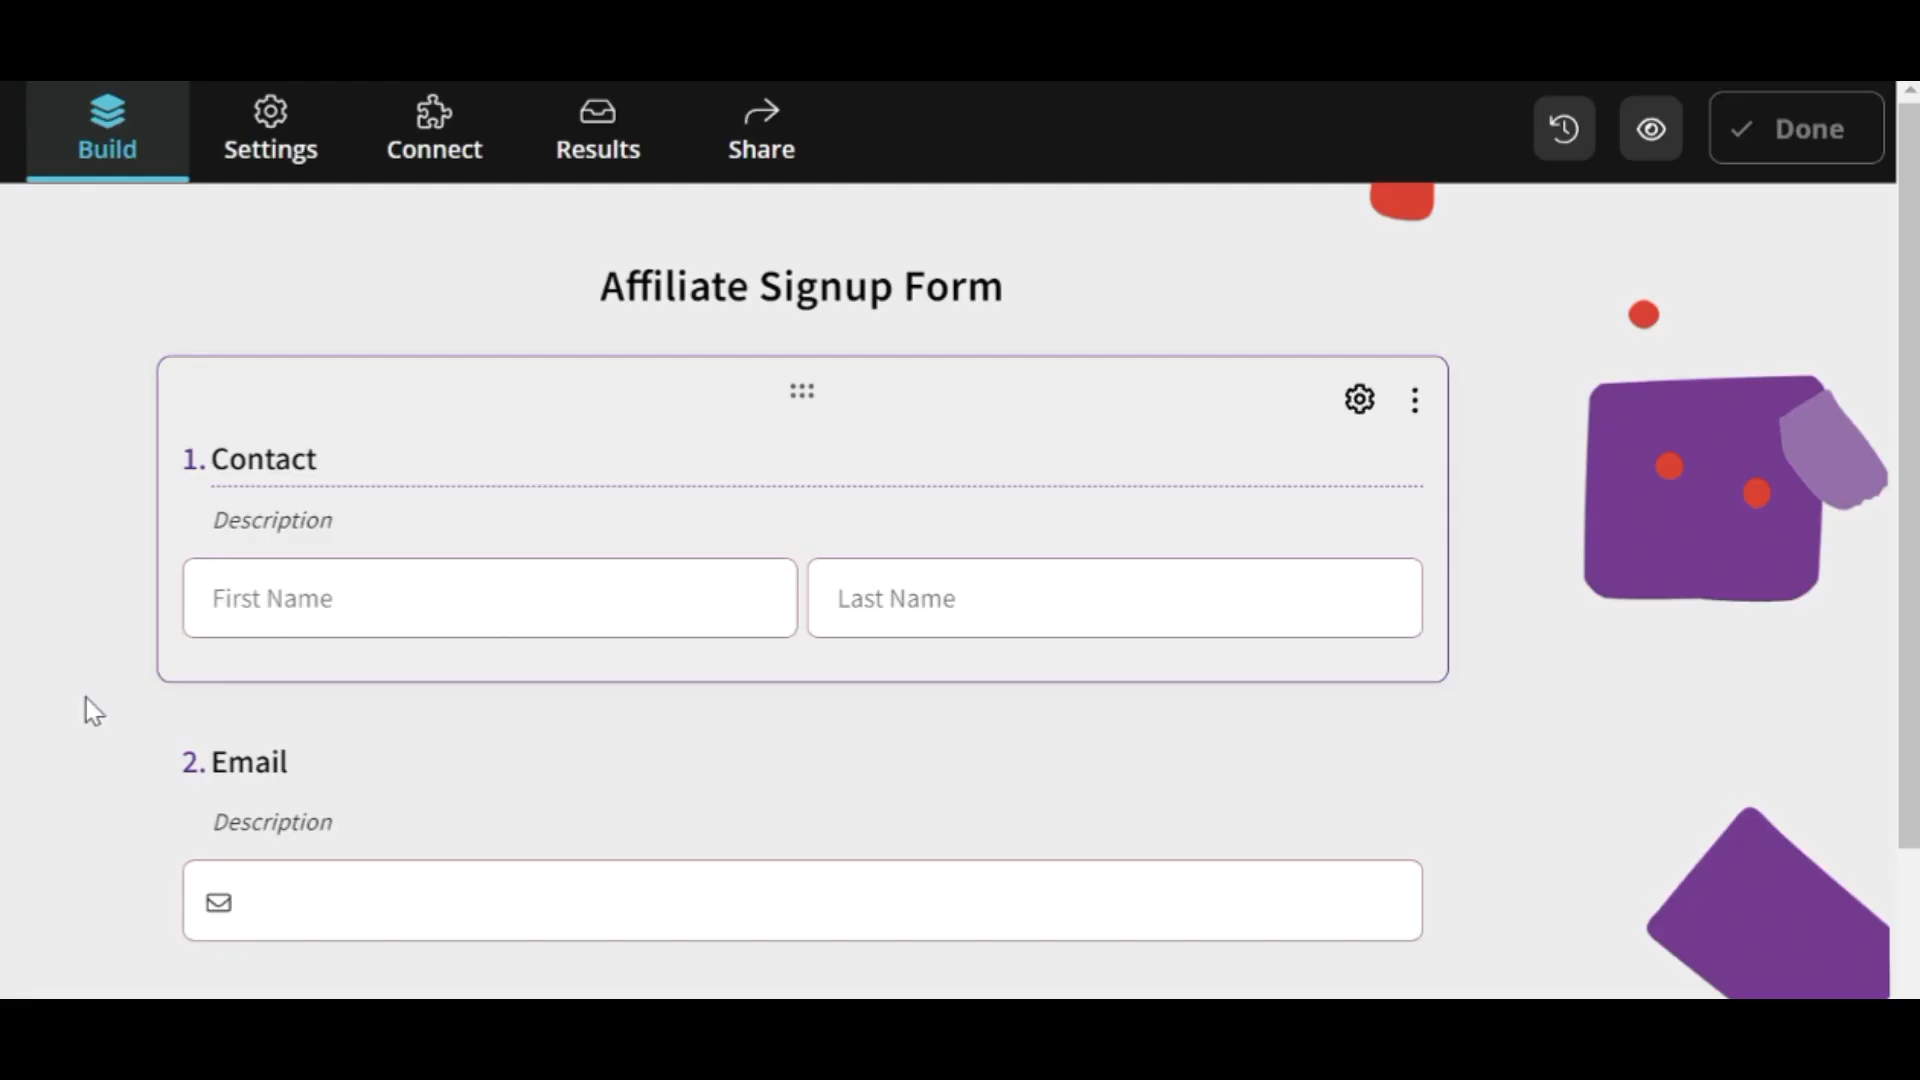 Build
Settings
Connect
Results
Share
Done
Affiliate Signup Form
1. Contact
Description
First Name
Last Name
2. Email
Description